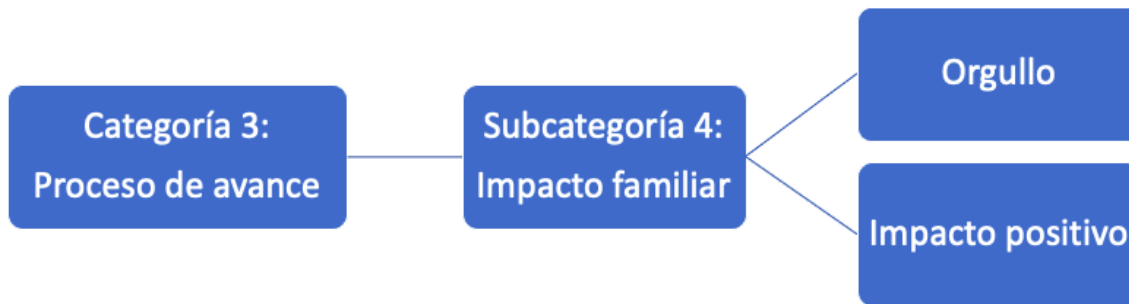 Categoría 3:
Proceso de avance
Subcategoría 4:
Impacto familiar
Orgullo
Impacto positivo